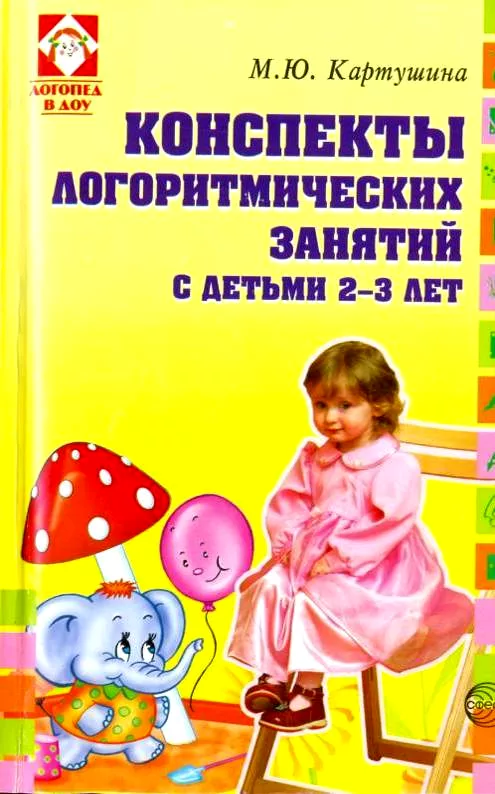 ЛОГОПЕД
В ДОУ
М.Ю. Картушина
КОНСПЕКТЫ
ЛОГОРИТМИЧЕСКИХ
ЗАНЯТИЙ
С ДЕТЬМИ 2–3 ЛЕТ